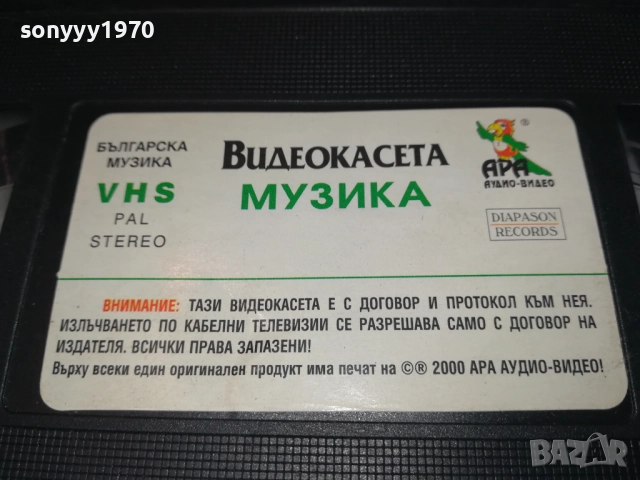 sonyyy1970
БЪЛГАРСКА
МУЗИКА
VHS
PAL
STEREO
ВИДЕОКАСЕТА
МУЗИКА
®
АРА
АУДИО-ВИДЕО
DIAPASON
RECORDS
ВНИМАНИЕ: ТАЗИ ВИДЕОКАСЕТА Е С ДОГОВОР И ПРОТОКОЛ КЪМ НЕЯ.
ИЗЛЪЧВАНЕТО ПО КАБЕЛНИ ТЕЛЕВИЗИИ СЕ РАЗРЕШАВА САМО С ДОГОВОР НА
ИЗДАТЕЛЯ. ВСИЧКИ ПРАВА ЗАПАЗЕНИ!
Върху всеки един оригинален продукт има печат на ©® 2000 АРА АУДИО-ВИДЕО!
BAZAR